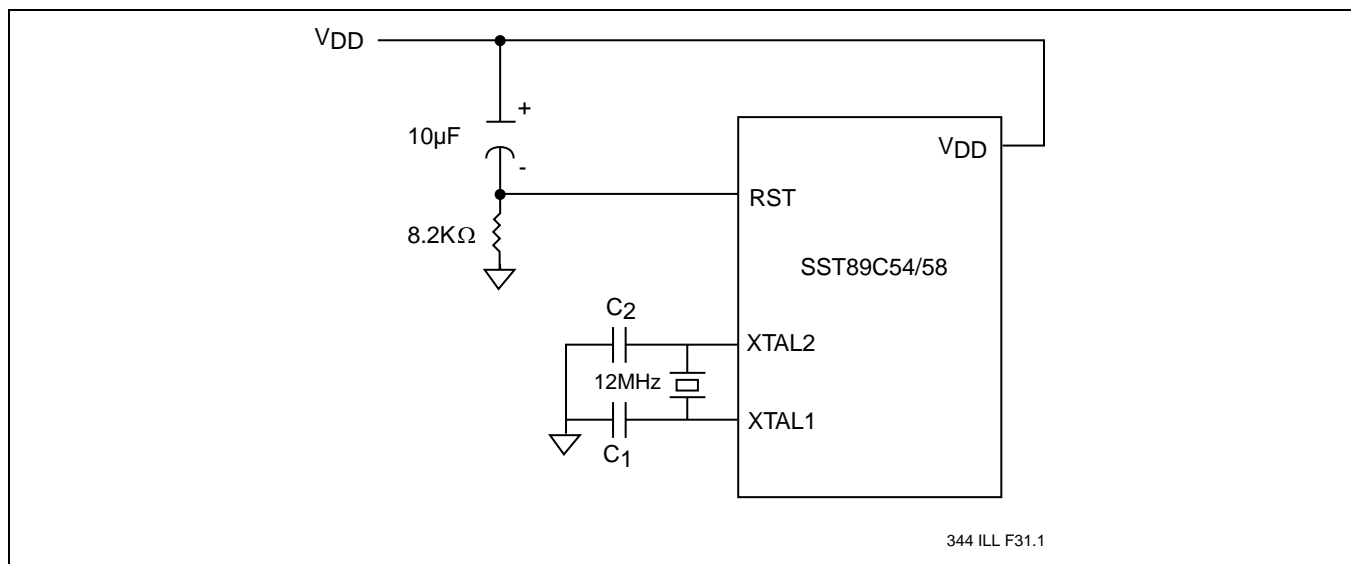 VDD
+
10µF
-
VDD
RST
8.2KΩ
SST89C54/58
C2
XTAL2
12MHz
XTAL1
C1
344 ILL F31.1